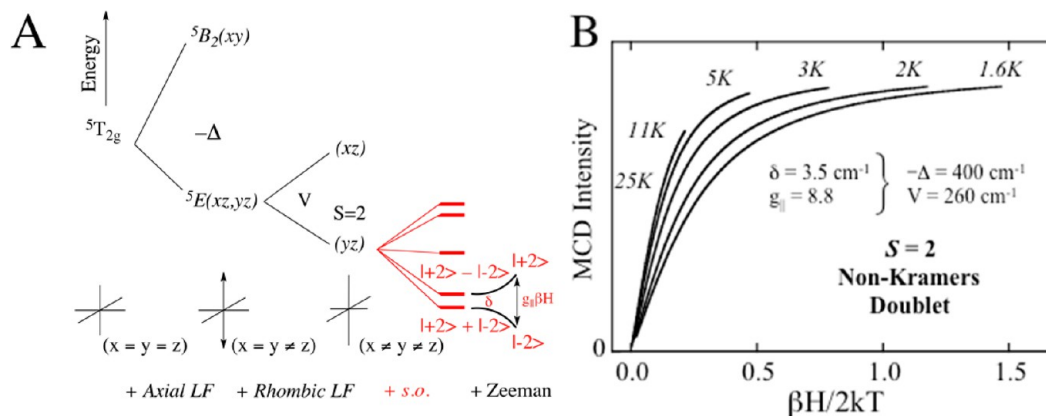 A
Energy
⁵B₂(xy)
⁵T₂g
−Δ
⁵E(xz,yz)
(xz)
V
S=2
(yz)
|+2> − |-2>
|+2>
δ
g||βH
|+2> + |-2>
|-2>
(x = y = z)
(x = y ≠ z)
(x ≠ y ≠ z)
+ Axial LF
+ Rhombic LF
+ s.o.
+ Zeeman
B
MCD Intensity
0
25K
11K
5K
3K
2K
1.6K
δ = 3.5 cm⁻¹
g|| = 8.8
−Δ = 400 cm⁻¹
V = 260 cm⁻¹
S = 2
Non-Kramers
Doublet
0.0
0.5
1.0
1.5
βH/2kT